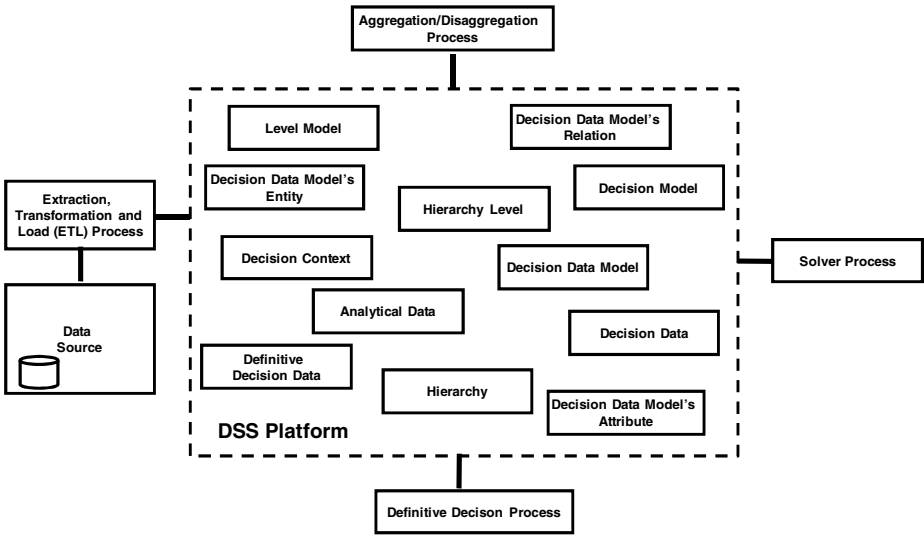 Aggregation/Disaggregation
Process
Level Model
Decision Data Model's
Relation
Decision Data Model's
Entity
Decision Model
Extraction,
Transformation and
Load (ETL) Process
Hierarchy Level
Decision Context
Decision Data Model
Solver Process
Analytical Data
Data
Source
Decision Data
Definitive
Decision Data
Hierarchy
Decision Data Model's
Attribute
DSS Platform
Definitive Decison Process